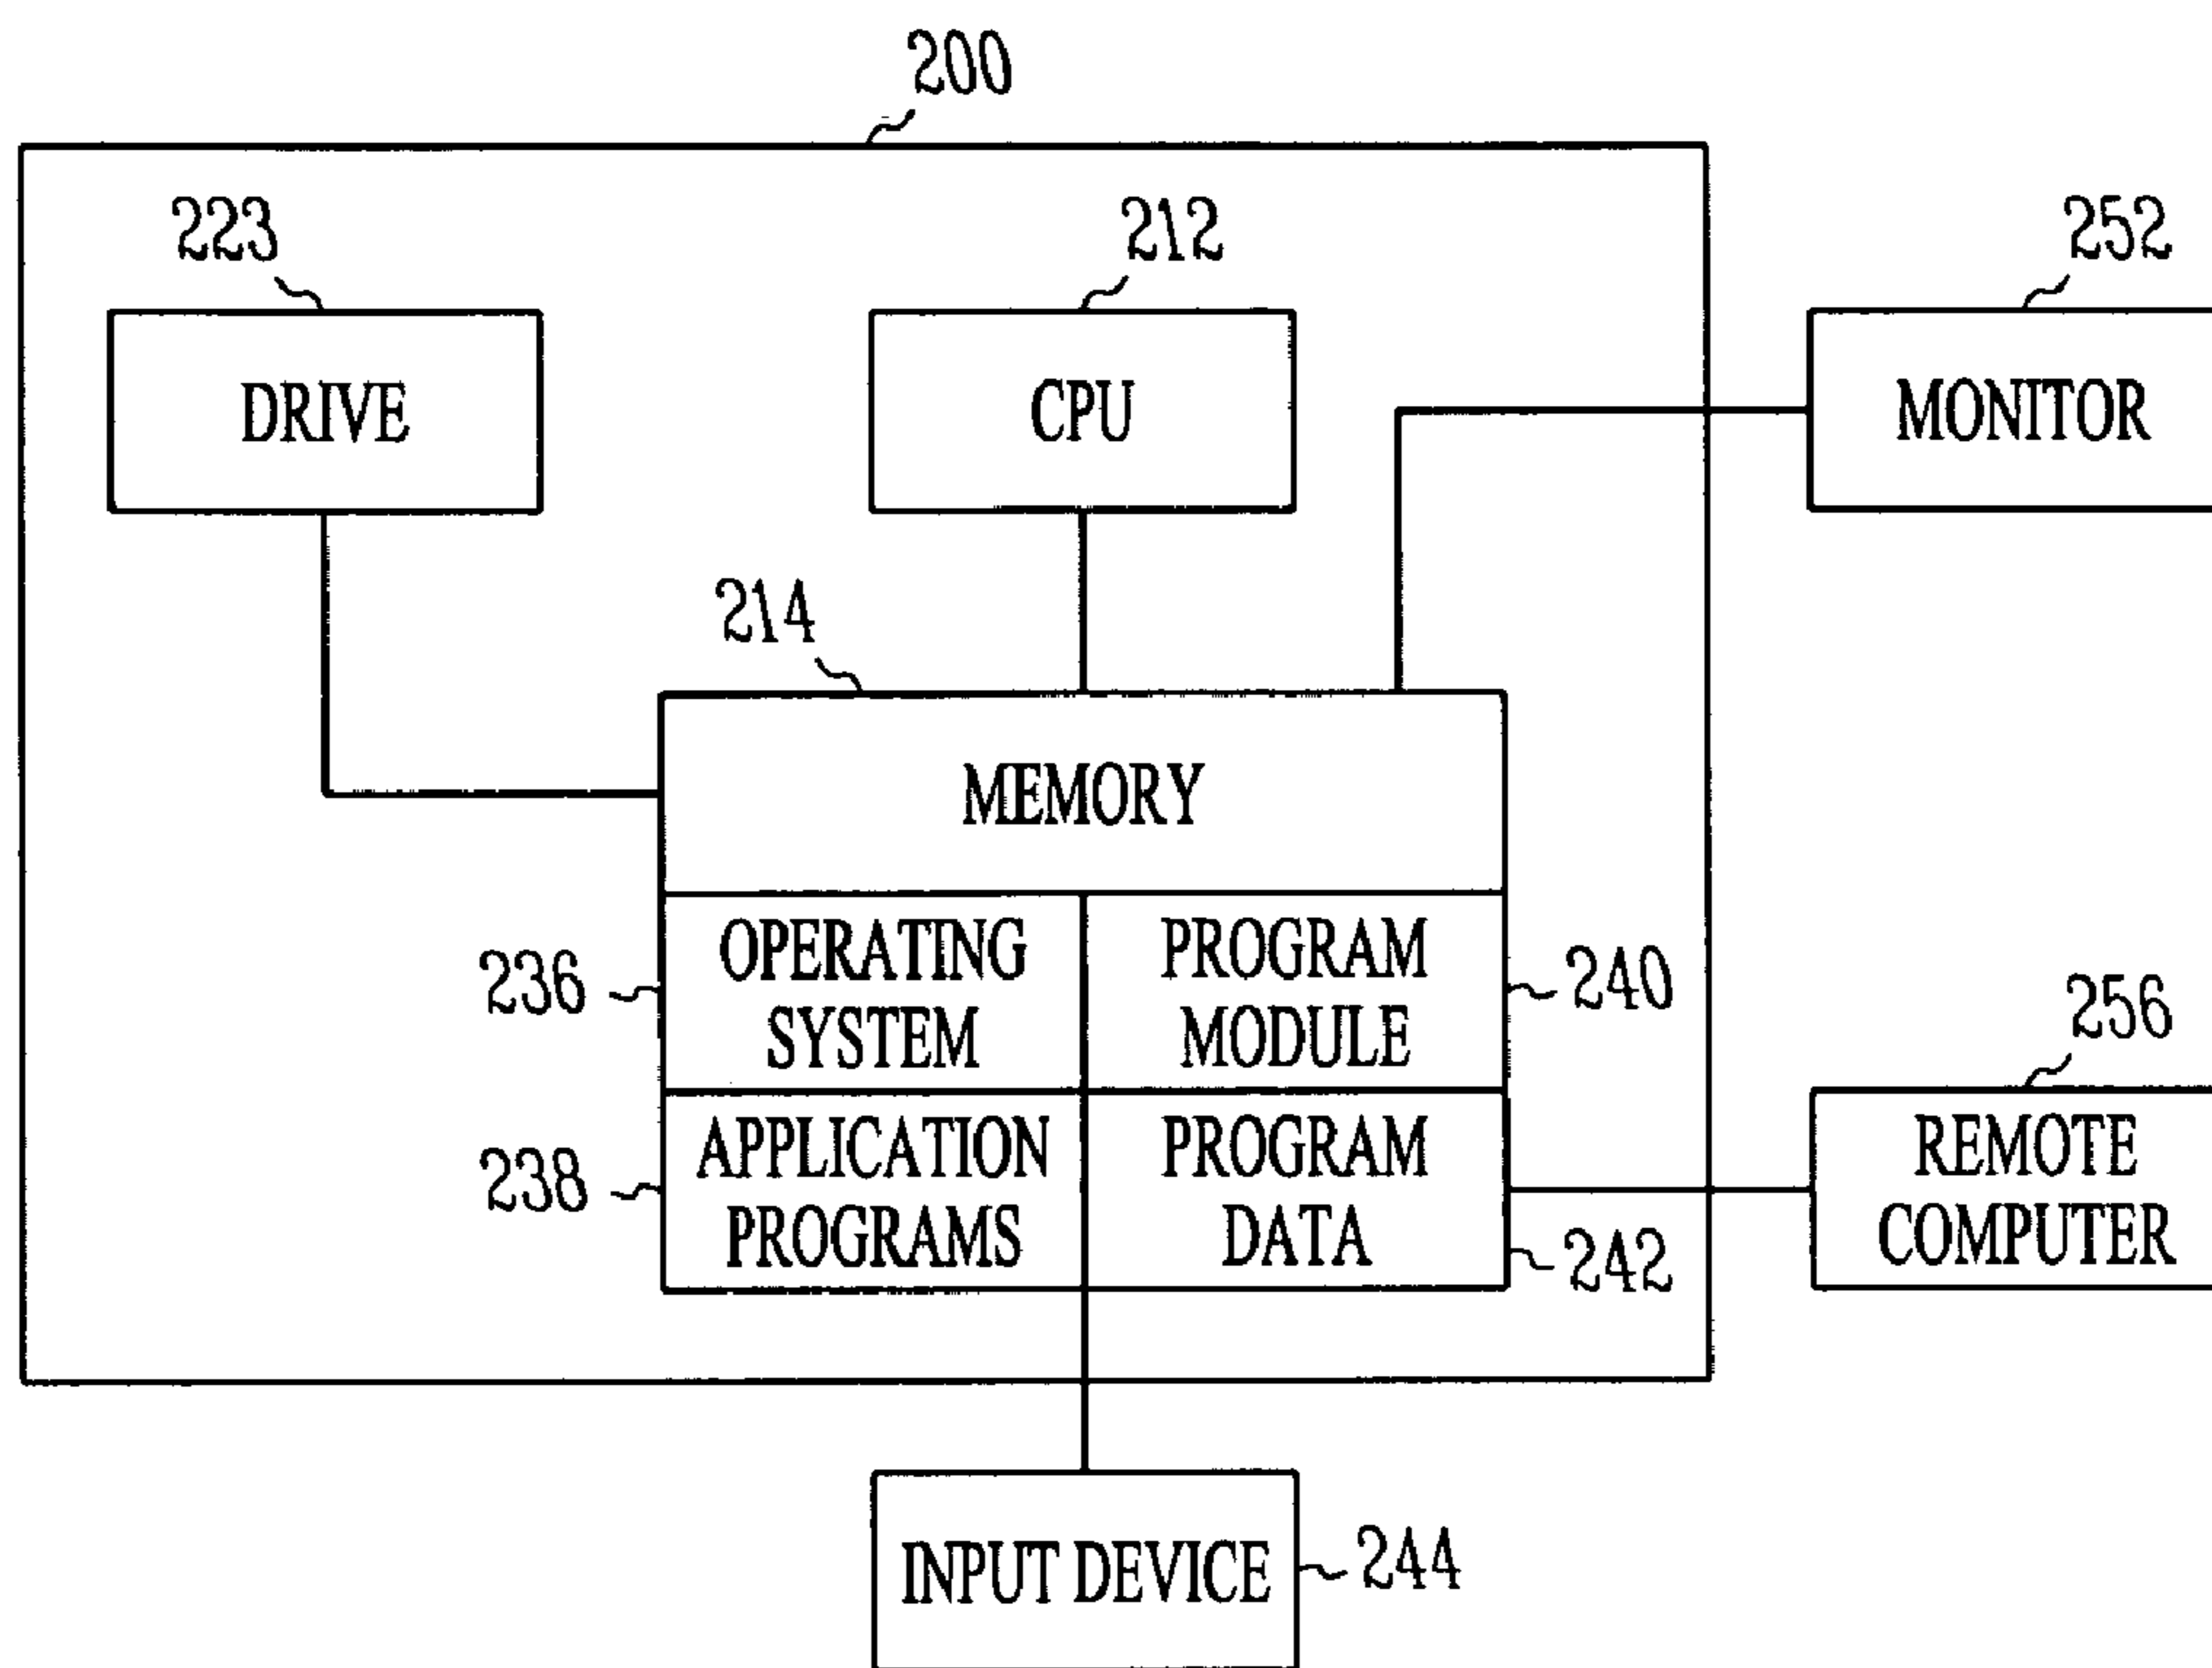 200
223
212
252
DRIVE
CPU
MONITOR
214
MEMORY
236
OPERATING
SYSTEM
PROGRAM
MODULE
240
256
238
APPLICATION
PROGRAMS
PROGRAM
DATA
242
REMOTE
COMPUTER
INPUT DEVICE
244